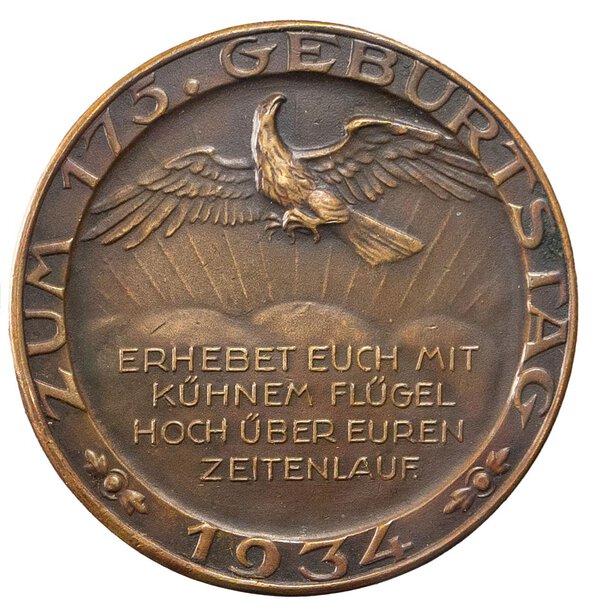 ZUM 175. GEBURTSTAG
ERHEBET EUCH MIT
KÜHNEM FLÜGEL
HOCH ÜBER EUREN
ZEITENLAUF.
1934